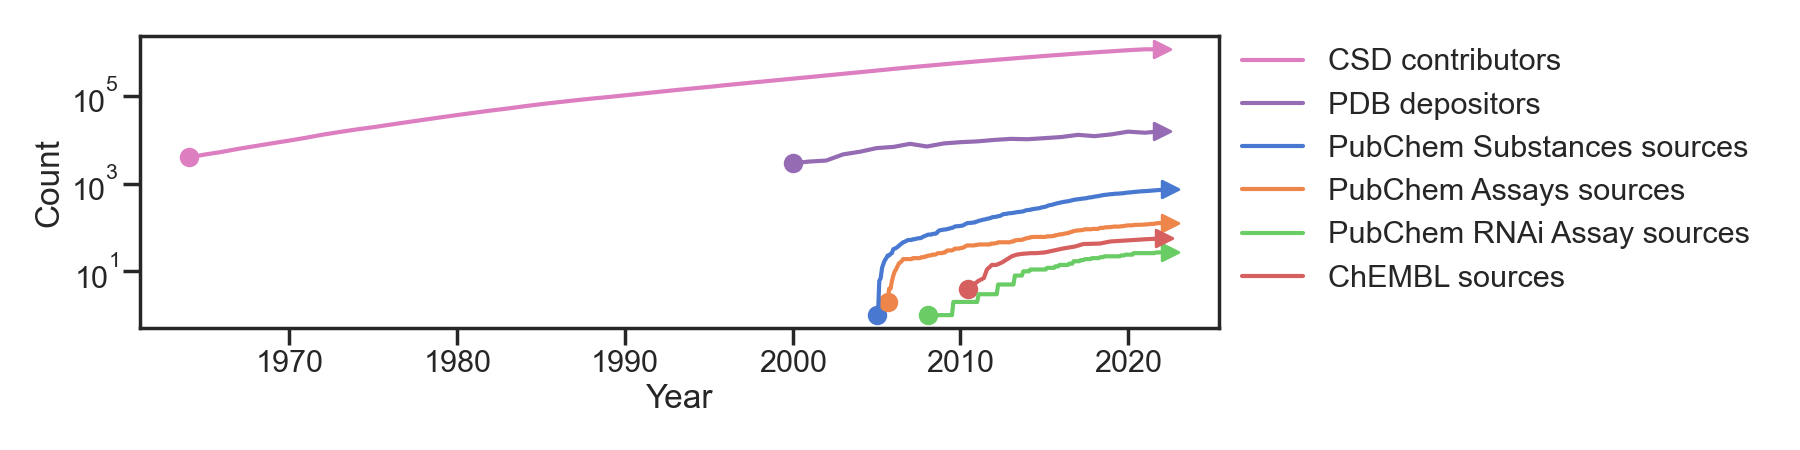 10^5
10^3
10^1
Count
1970 1980 1990 2000 2010 2020
Year
CSD contributors
PDB depositors
PubChem Substances sources
PubChem Assays sources
PubChem RNAi Assay sources
ChEMBL sources